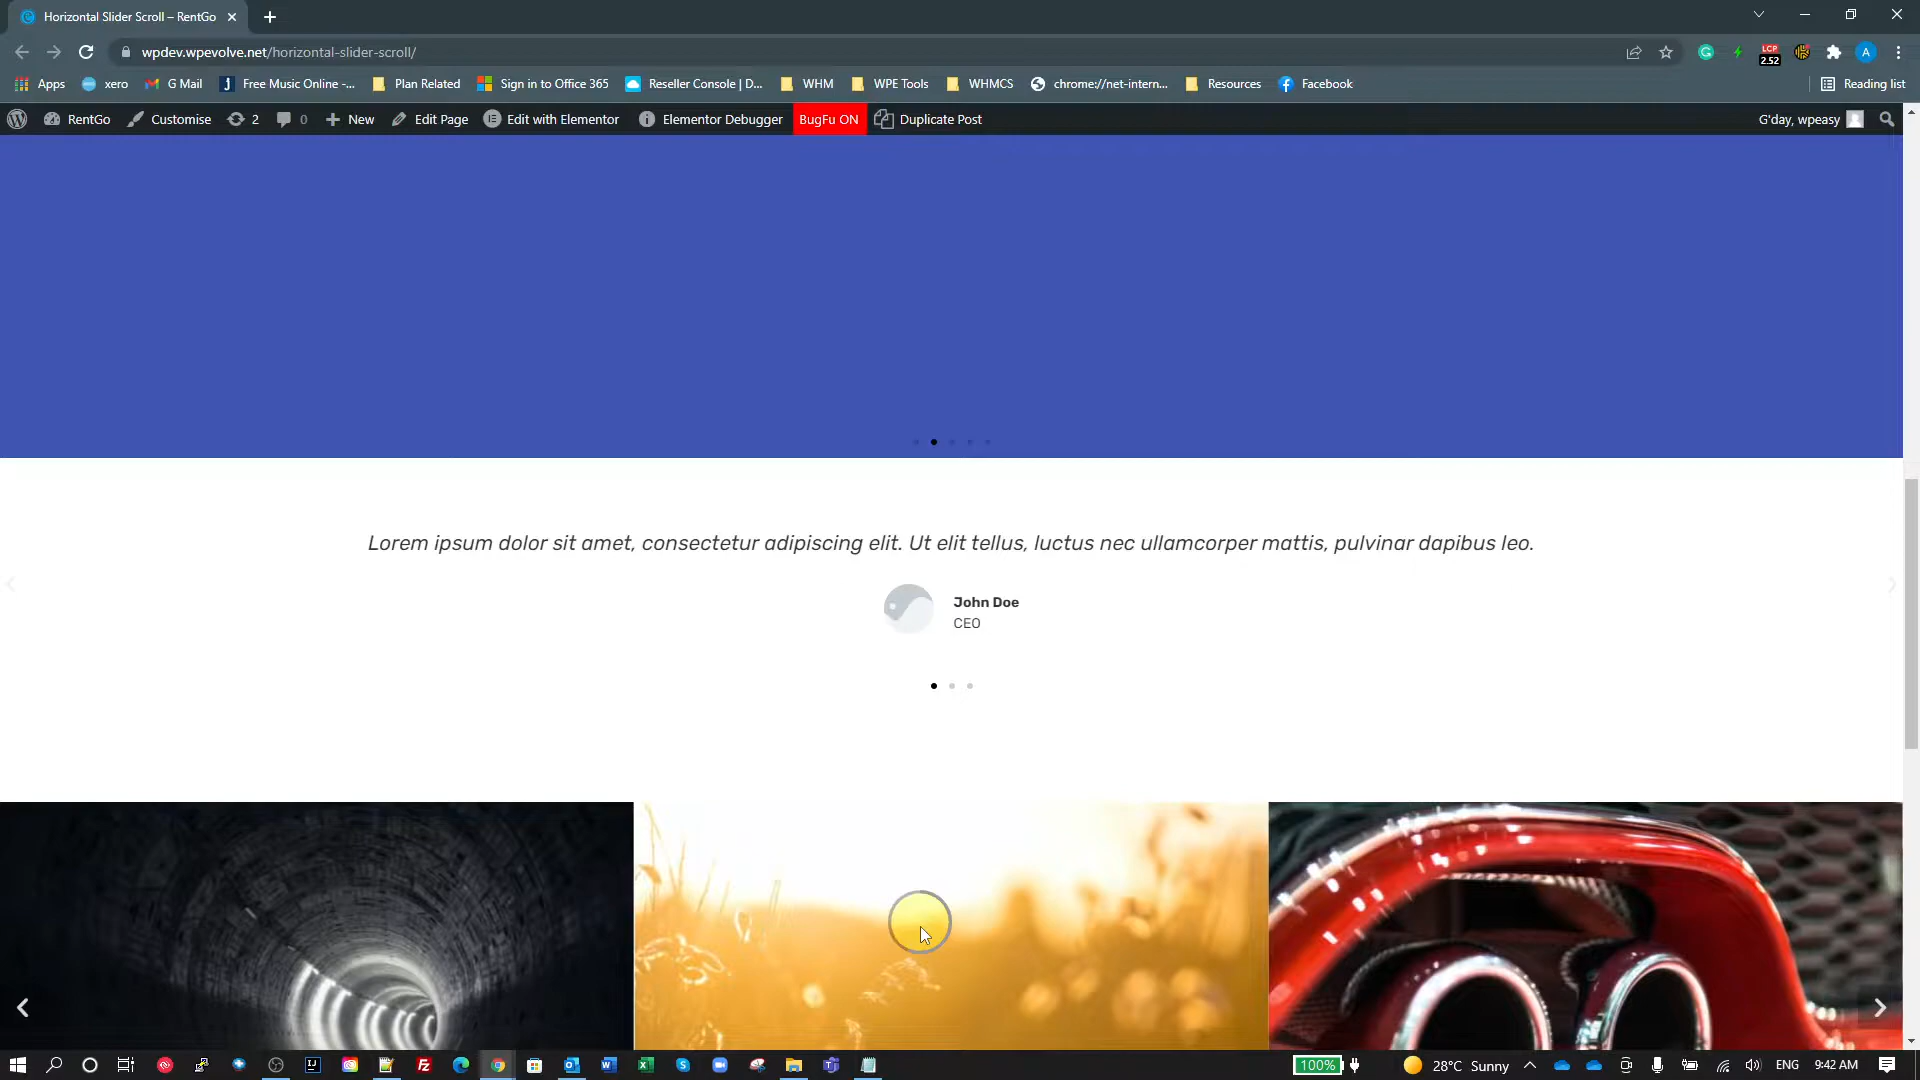 Horizontal Slider Scroll – RentGo
wpdev.wpevolve.net/horizontal-slider-scroll/
LCP
2.52
A
Apps
xero
G Mail
Free Music Online -...
Plan Related
Sign in to Office 365
Reseller Console | D...
WHM
WPE Tools
WHMCS
chrome://net-intern...
Resources
Facebook
Reading list
RentGo
Customise
2
0
New
Edit Page
Edit with Elementor
Elementor Debugger
BugFu ON
Duplicate Post
G'day, wpeasy
Lorem ipsum dolor sit amet, consectetur adipiscing elit. Ut elit tellus, luctus nec ullamcorper mattis, pulvinar dapibus leo.
John Doe
CEO
100%
28°C Sunny
ENG
9:42 AM